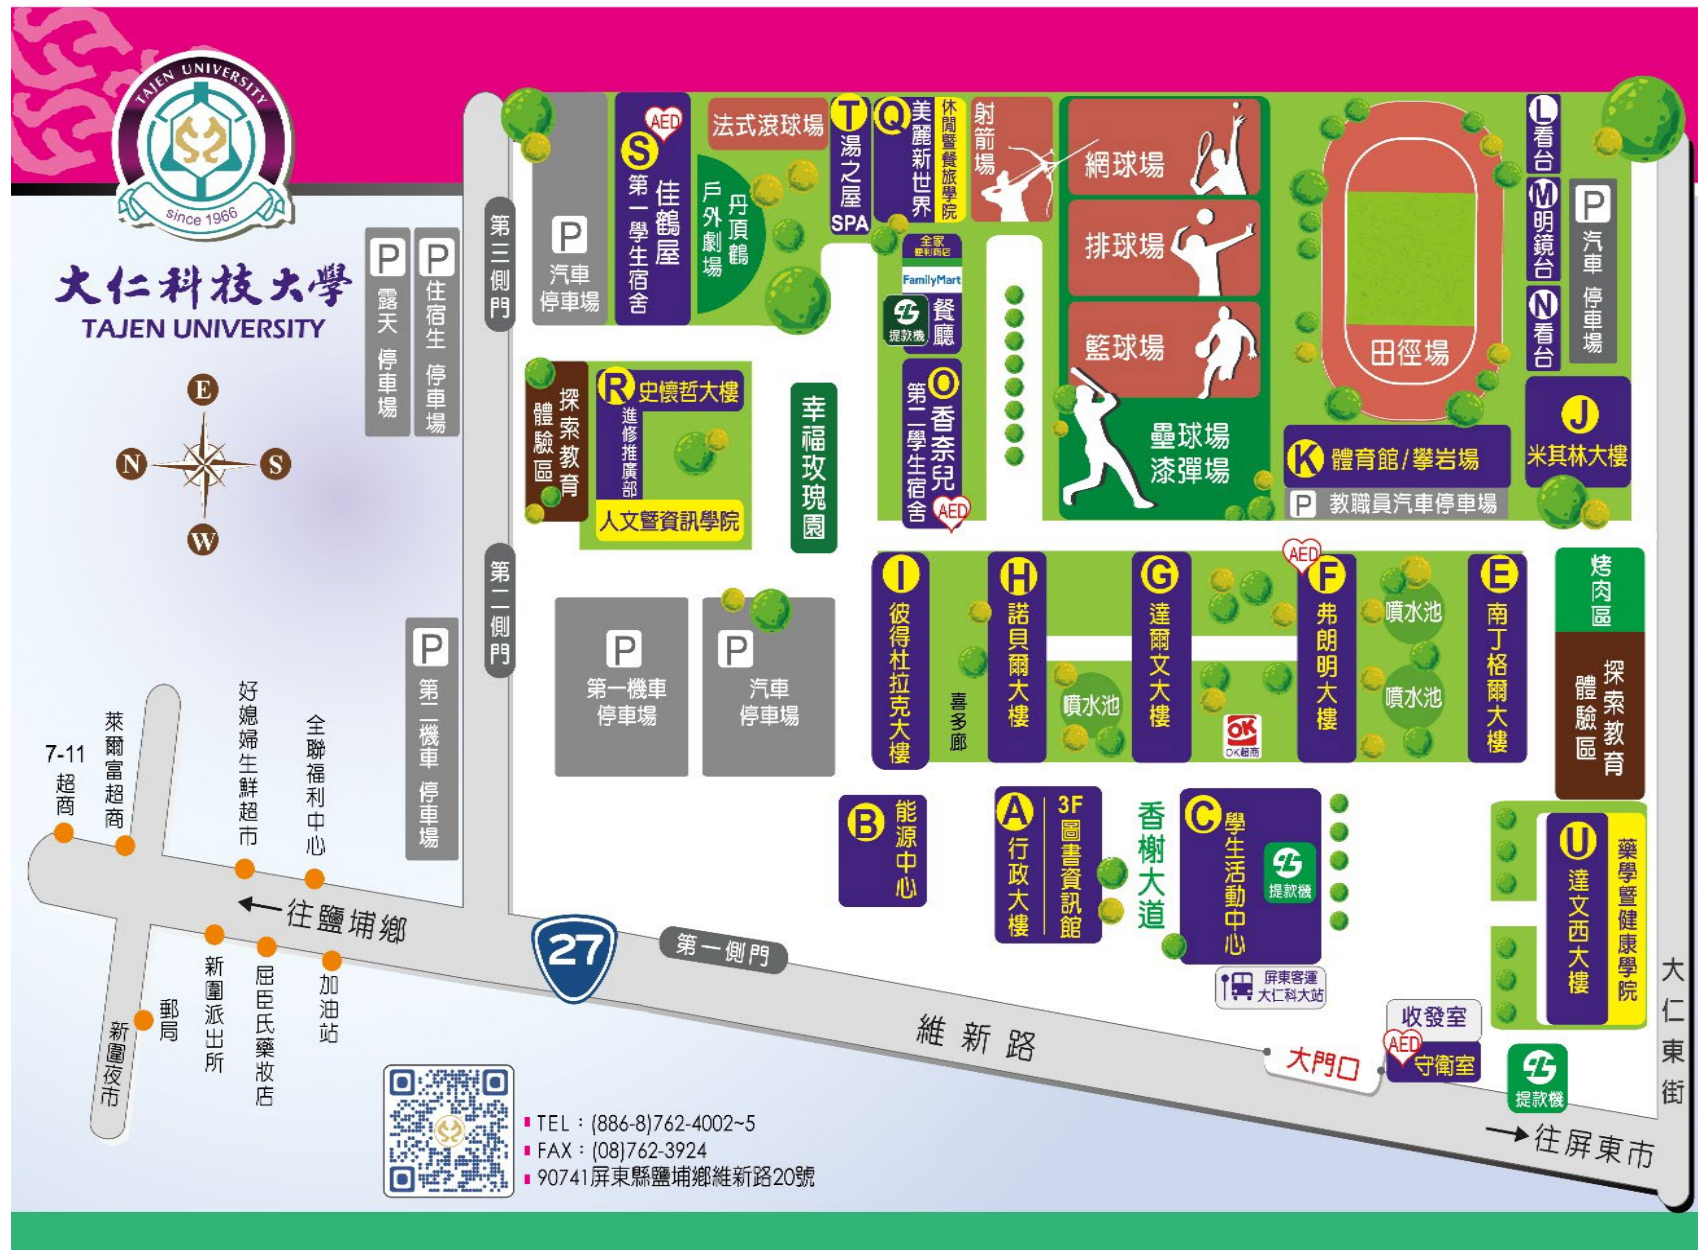 TAJEN UNIVERSITY
since 1966
大仁科技大學
TAJEN UNIVERSITY
E
N
S
W
P
露天 停車場
P
住宿生 停車場
第三側門
P
汽車
停車場
AED
S
佳鶴屋
第一學生宿舍
法式滾球場
丹頂鶴
戶外劇場
T
湯之屋
SPA
Q
美麗新世界
休閒暨餐旅學院
射箭場
網球場
排球場
籃球場
壘球場
漆彈場
田徑場
L
看台
M
明鏡台
N
看台
P
汽車 停車場
全家
便利商店
FamilyMart
提款機
餐廳
O
香奈兒
第二學生宿舍
AED
探索教育
體驗區
R
史懷哲大樓
進修推廣部
人文暨資訊學院
幸福玫瑰園
K
體育館/攀岩場
P
教職員汽車停車場
J
米其林大樓
第二側門
P
第一機車
停車場
P
汽車
停車場
I
彼得杜拉克大樓
喜多廊
H
諾貝爾大樓
噴水池
G
達爾文大樓
OK
OK超商
AED
F
弗朗明大樓
噴水池
噴水池
E
南丁格爾大樓
烤肉區
探索教育
體驗區
P
第二機車 停車場
B
能源中心
A
行政大樓
3F
圖書資訊館
香榭大道
C
學生活動中心
提款機
U
達文西大樓
藥學暨健康學院
大仁東街
7-11
超商
萊爾富超商
好媳婦生鮮超市
全聯福利中心
←往鹽埔鄉
新圍派出所
屈臣氏藥妝店
加油站
郵局
新圍夜市
27
第一側門
維新路
屏東客運
大仁科大站
大門口
收發室
AED
守衛室
提款機
→往屏東市
TEL：(886-8)762-4002~5
FAX：(08)762-3924
90741屏東縣鹽埔鄉維新路20號